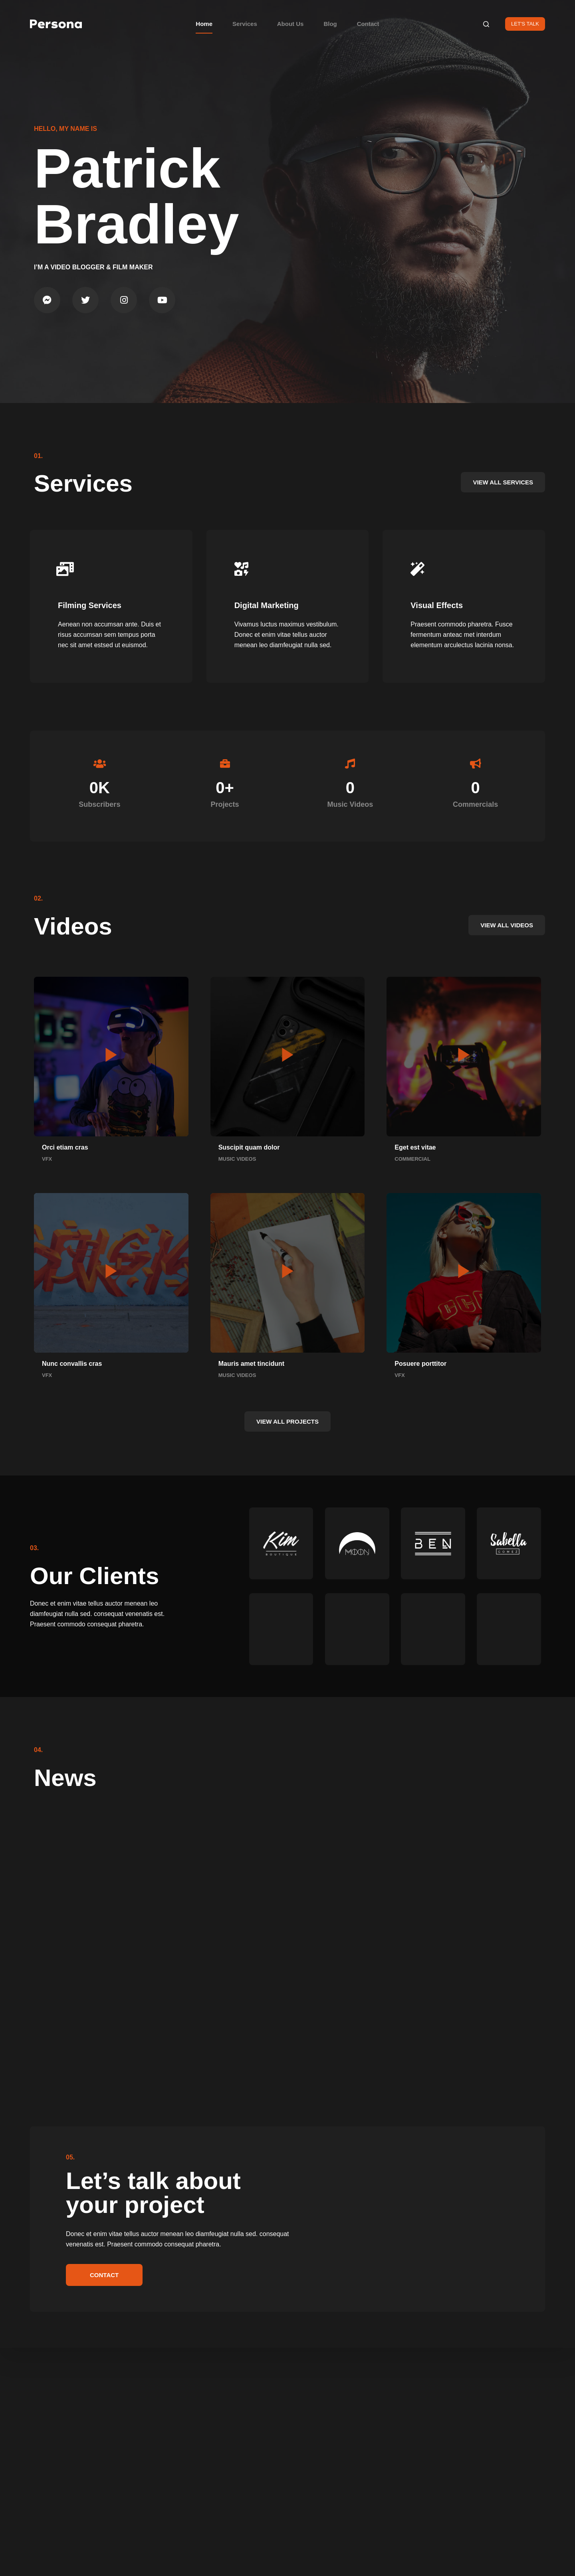 Persona
Home
Services
About Us
Blog
Contact
LET'S TALK
HELLO, MY NAME IS
Patrick
Bradley
I'M A VIDEO BLOGGER & FILM MAKER
01.
Services
VIEW ALL SERVICES
Filming Services
Aenean non accumsan ante. Duis et
risus accumsan sem tempus porta
nec sit amet estsed ut euismod.
Digital Marketing
Vivamus luctus maximus vestibulum.
Donec et enim vitae tellus auctor
menean leo diamfeugiat nulla sed.
Visual Effects
Praesent commodo pharetra. Fusce
fermentum anteac met interdum
elementum arculectus lacinia nonsa.
0K
Subscribers
0+
Projects
0
Music Videos
0
Commercials
02.
Videos
VIEW ALL VIDEOS
Orci etiam cras
VFX
Suscipit quam dolor
MUSIC VIDEOS
Eget est vitae
COMMERCIAL
Nunc convallis cras
VFX
Mauris amet tincidunt
MUSIC VIDEOS
Posuere porttitor
VFX
VIEW ALL PROJECTS
03.
Our Clients
Donec et enim vitae tellus auctor menean leo
diamfeugiat nulla sed. consequat venenatis est.
Praesent commodo consequat pharetra.
Kim
BOUTIQUE
MOON
BEN
Sabella
GOMEZ
04.
News
05.
Let’s talk about
your project
Donec et enim vitae tellus auctor menean leo diamfeugiat nulla sed. consequat
venenatis est. Praesent commodo consequat pharetra.
CONTACT